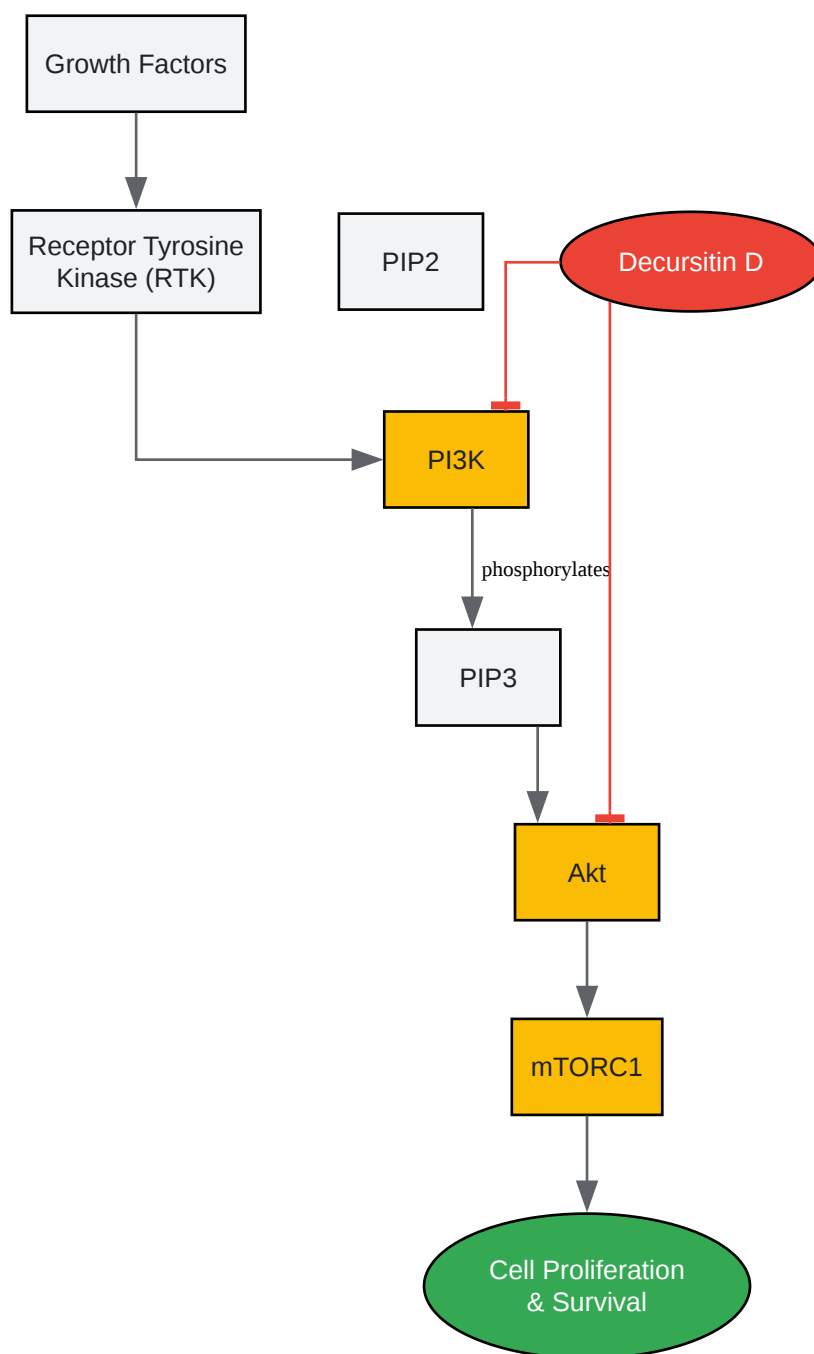 Growth Factors
Receptor Tyrosine
Kinase (RTK)
PIP2
Decursitin D
PI3K
phosphorylates
PIP3
Akt
mTORC1
Cell Proliferation
& Survival